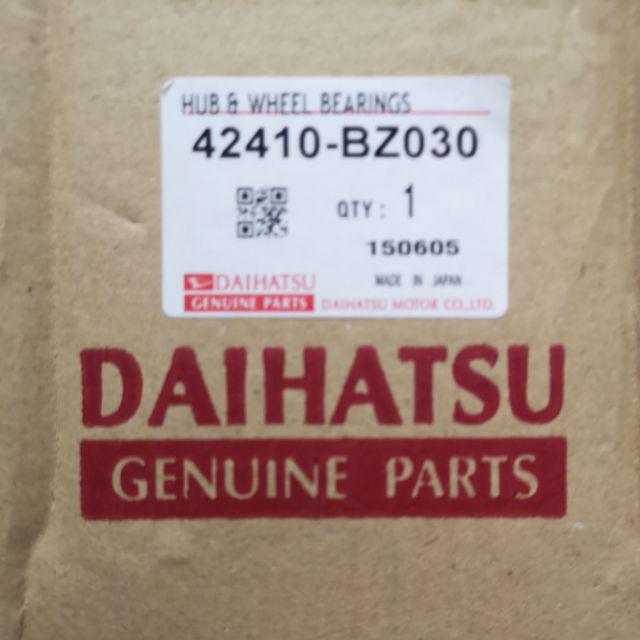 HUB & WHEEL BEARINGS
42410-BZ030
QTY: 1
150605
MADE IN JAPAN
DAIHATSU
GENUINE PARTS
DAIHATSU MOTOR CO.,LTD.
DAIHATSU
GENUINE PARTS